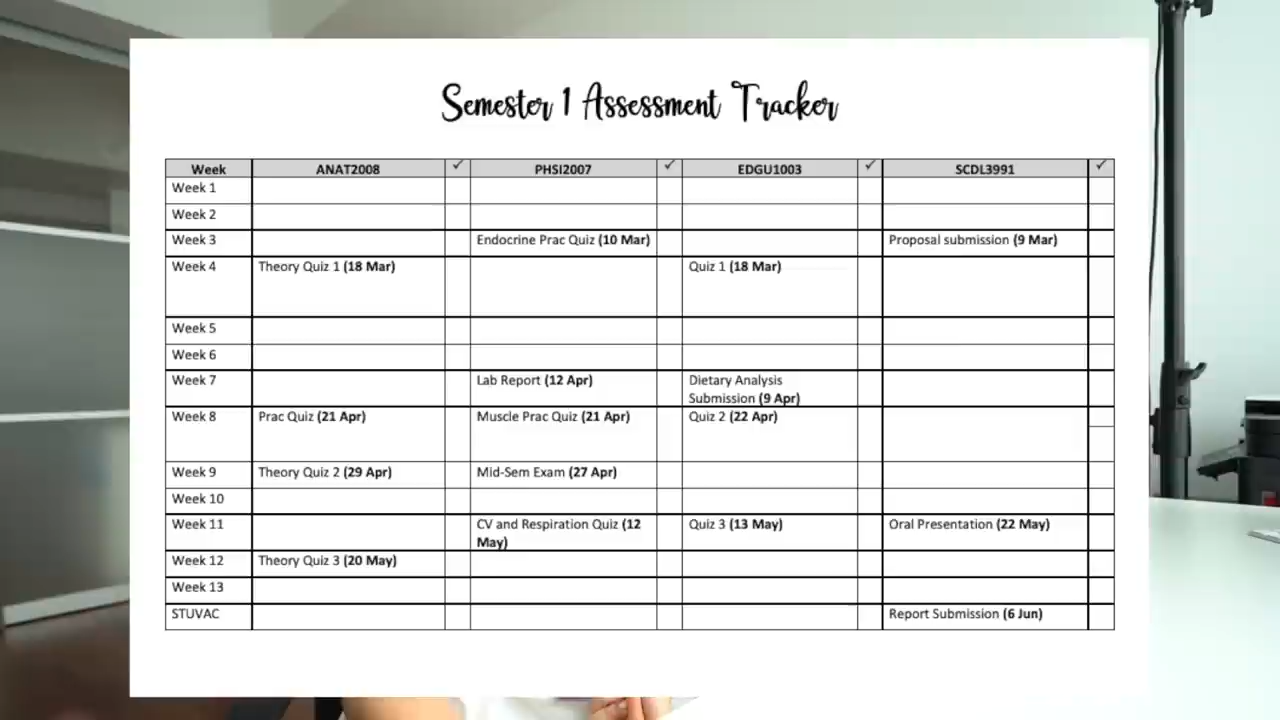 Semester 1 Assessment Tracker
Week ANAT2008 ✓ PHSI2007 ✓ EDGU1003 ✓ SCDL3991 ✓
Week 1
Week 2
Week 3 Endocrine Prac Quiz (10 Mar) Proposal submission (9 Mar)
Week 4 Theory Quiz 1 (18 Mar) Quiz 1 (18 Mar)
Week 5
Week 6
Week 7 Lab Report (12 Apr) Dietary Analysis
Submission (9 Apr)
Week 8 Prac Quiz (21 Apr) Muscle Prac Quiz (21 Apr) Quiz 2 (22 Apr)
Week 9 Theory Quiz 2 (29 Apr) Mid-Sem Exam (27 Apr)
Week 10
Week 11 CV and Respiration Quiz (12 Quiz 3 (13 May) Oral Presentation (22 May)
May)
Week 12 Theory Quiz 3 (20 May)
Week 13
STUVAC Report Submission (6 Jun)